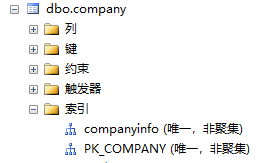 dbo.company
列
键
约束
触发器
索引
companyinfo (唯一，非聚集)
PK_COMPANY (唯一，非聚集)